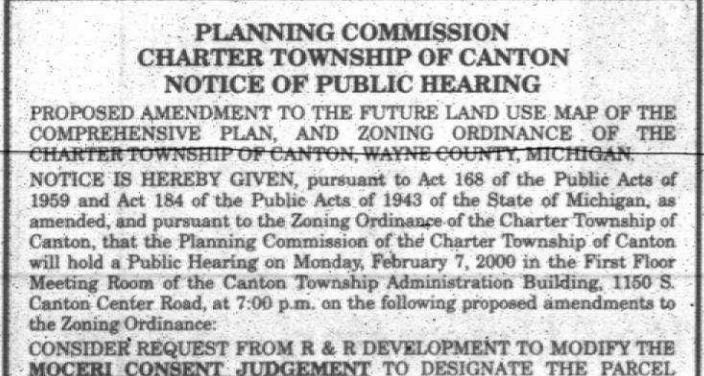 PLANNING COMMISSION
CHARTER TOWNSHIP OF CANTON
NOTICE OF PUBLIC HEARING
PROPOSED AMENDMENT TO THE FUTURE LAND USE MAP OF THE
COMPREHENSIVE PLAN, AND ZONING ORDINANCE OF THE
CHARTER TOWNSHIP OF CANTON, WAYNE COUNTY, MICHIGAN.
NOTICE IS HEREBY GIVEN, pursuant to Act 168 of the Public Acts of
1959 and Act 184 of the Public Acts of 1943 of the State of Michigan, as
amended, and pursuant to the Zoning Ordinance of the Charter Township of
Canton, that the Planning Commission of the Charter Township of Canton
will hold a Public Hearing on Monday, February 7, 2000 in the First Floor
Meeting Room of the Canton Township Administration Building, 1150 S.
Canton Center Road, at 7:00 p.m. on the following proposed amendments to
the Zoning Ordinance:
CONSIDER REQUEST FROM R & R DEVELOPMENT TO MODIFY THE
MOCERI CONSENT JUDGEMENT TO DESIGNATE THE PARCEL